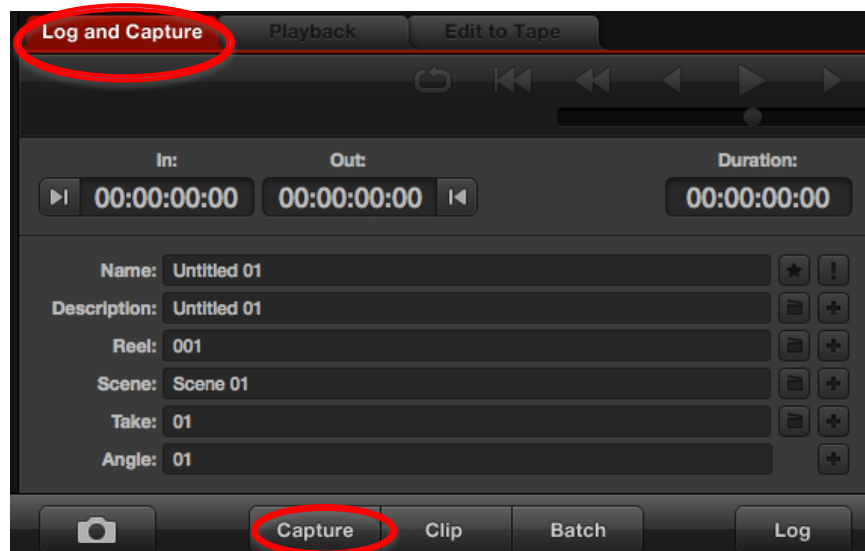 Log and Capture Playback Edit to Tape
In: Out: Duration:
00:00:00:00 00:00:00:00 00:00:00:00
Name: Untitled 01
Description: Untitled 01
Reel: 001
Scene: Scene 01
Take: 01
Angle: 01
Capture Clip Batch Log